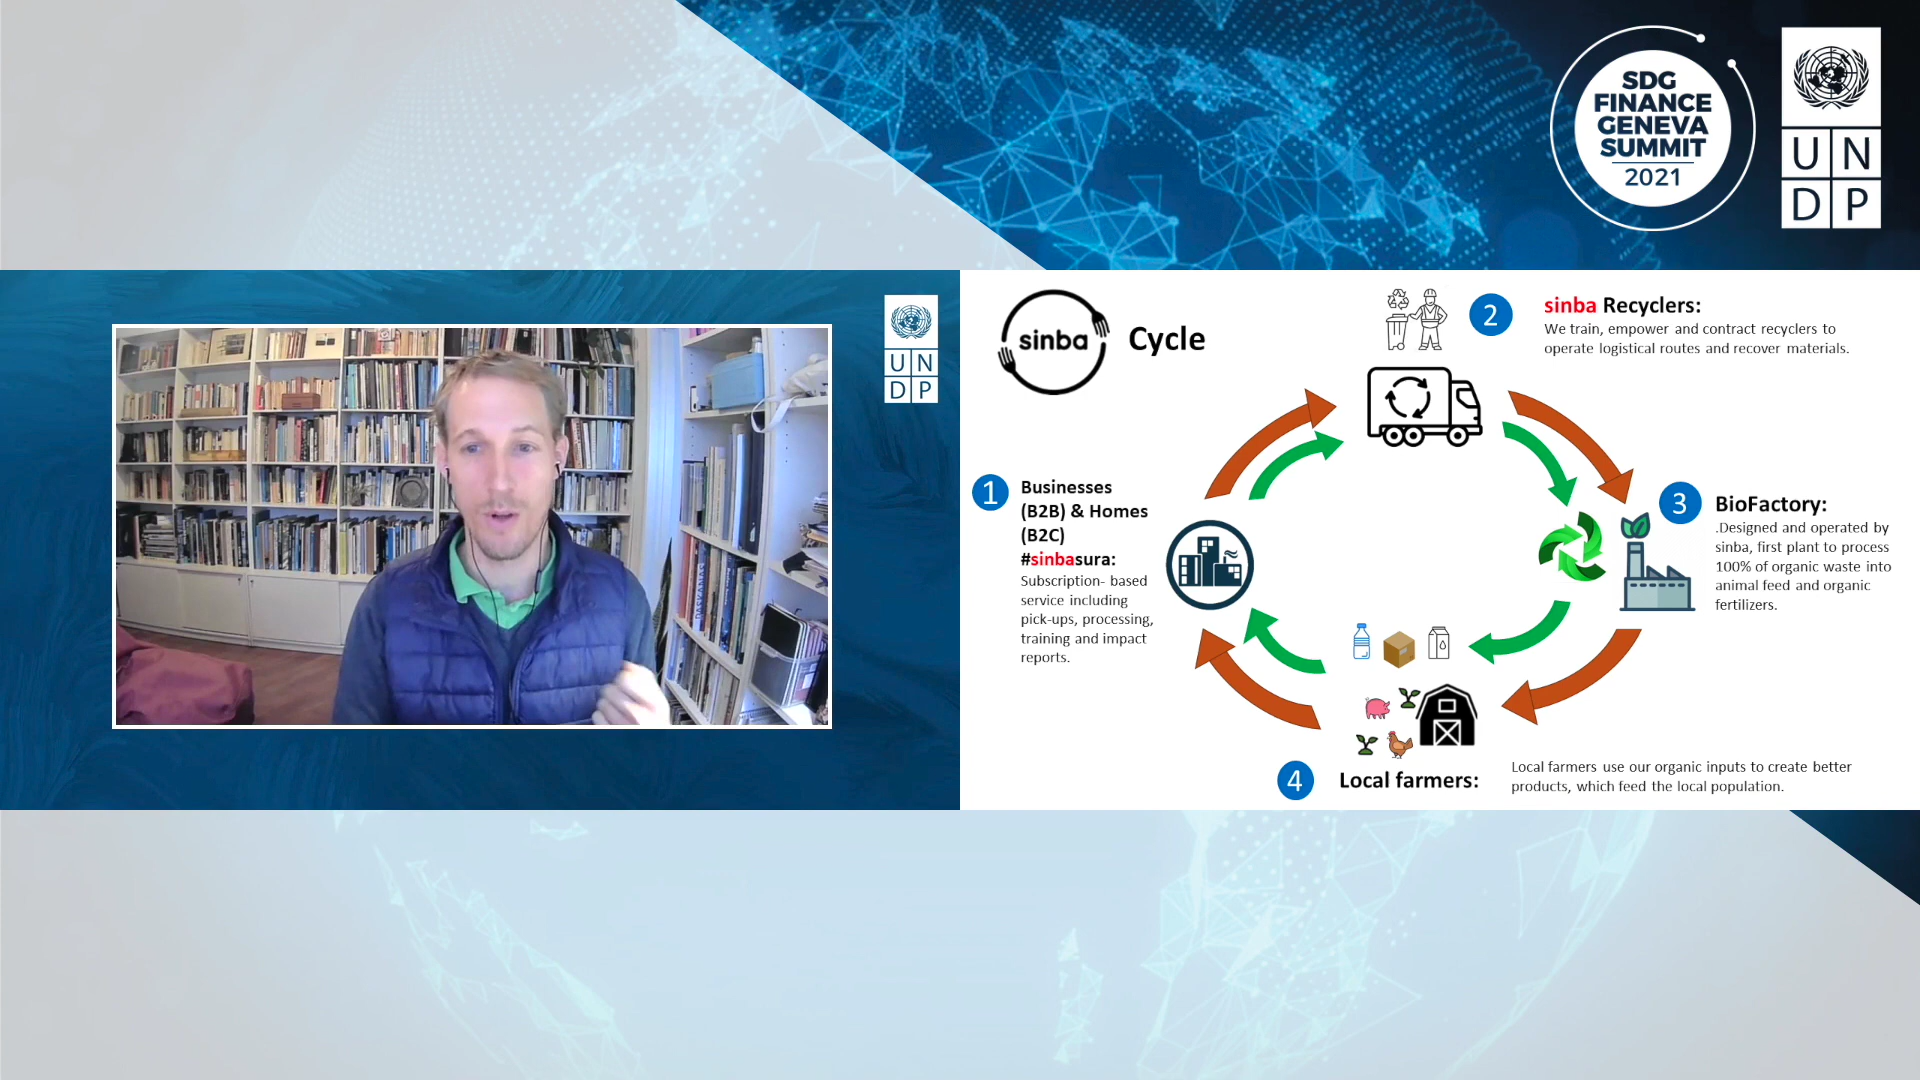 SDG
FINANCE
GENEVA
SUMMIT
2021
U N
D P
U N
D P
sinba
Cycle
2
sinba Recyclers:
We train, empower and contract recyclers to
operate logistical routes and recover materials.
1
Businesses
(B2B) & Homes
(B2C)
#sinbasura:
Subscription- based
service including
pick-ups, processing,
training and impact
reports.
3
BioFactory:
.Designed and operated by
sinba, first plant to process
100% of organic waste into
animal feed and organic
fertilizers.
4
Local farmers:
Local farmers use our organic inputs to create better
products, which feed the local population.